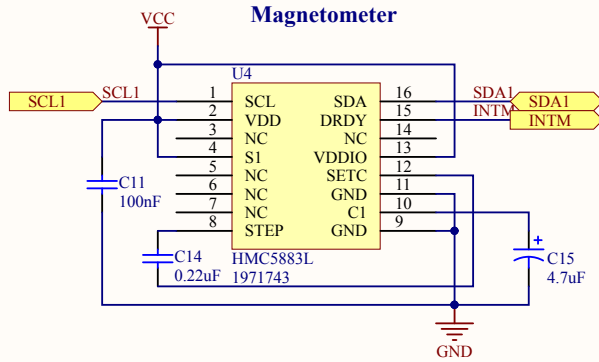 Magnetometer
VCC
U4
SCL1 SCL1 1 SCL SDA 16 SDA1 SDA1
2 VDD DRDY 15 INTM INTM
3 NC NC 14
4 S1 VDDIO 13
5 NC SETC 12
6 NC GND 11
7 NC C1 10
8 STEP GND 9
C11
100nF
C14
0.22uF
HMC5883L
1971743
C15
4.7uF
+
GND